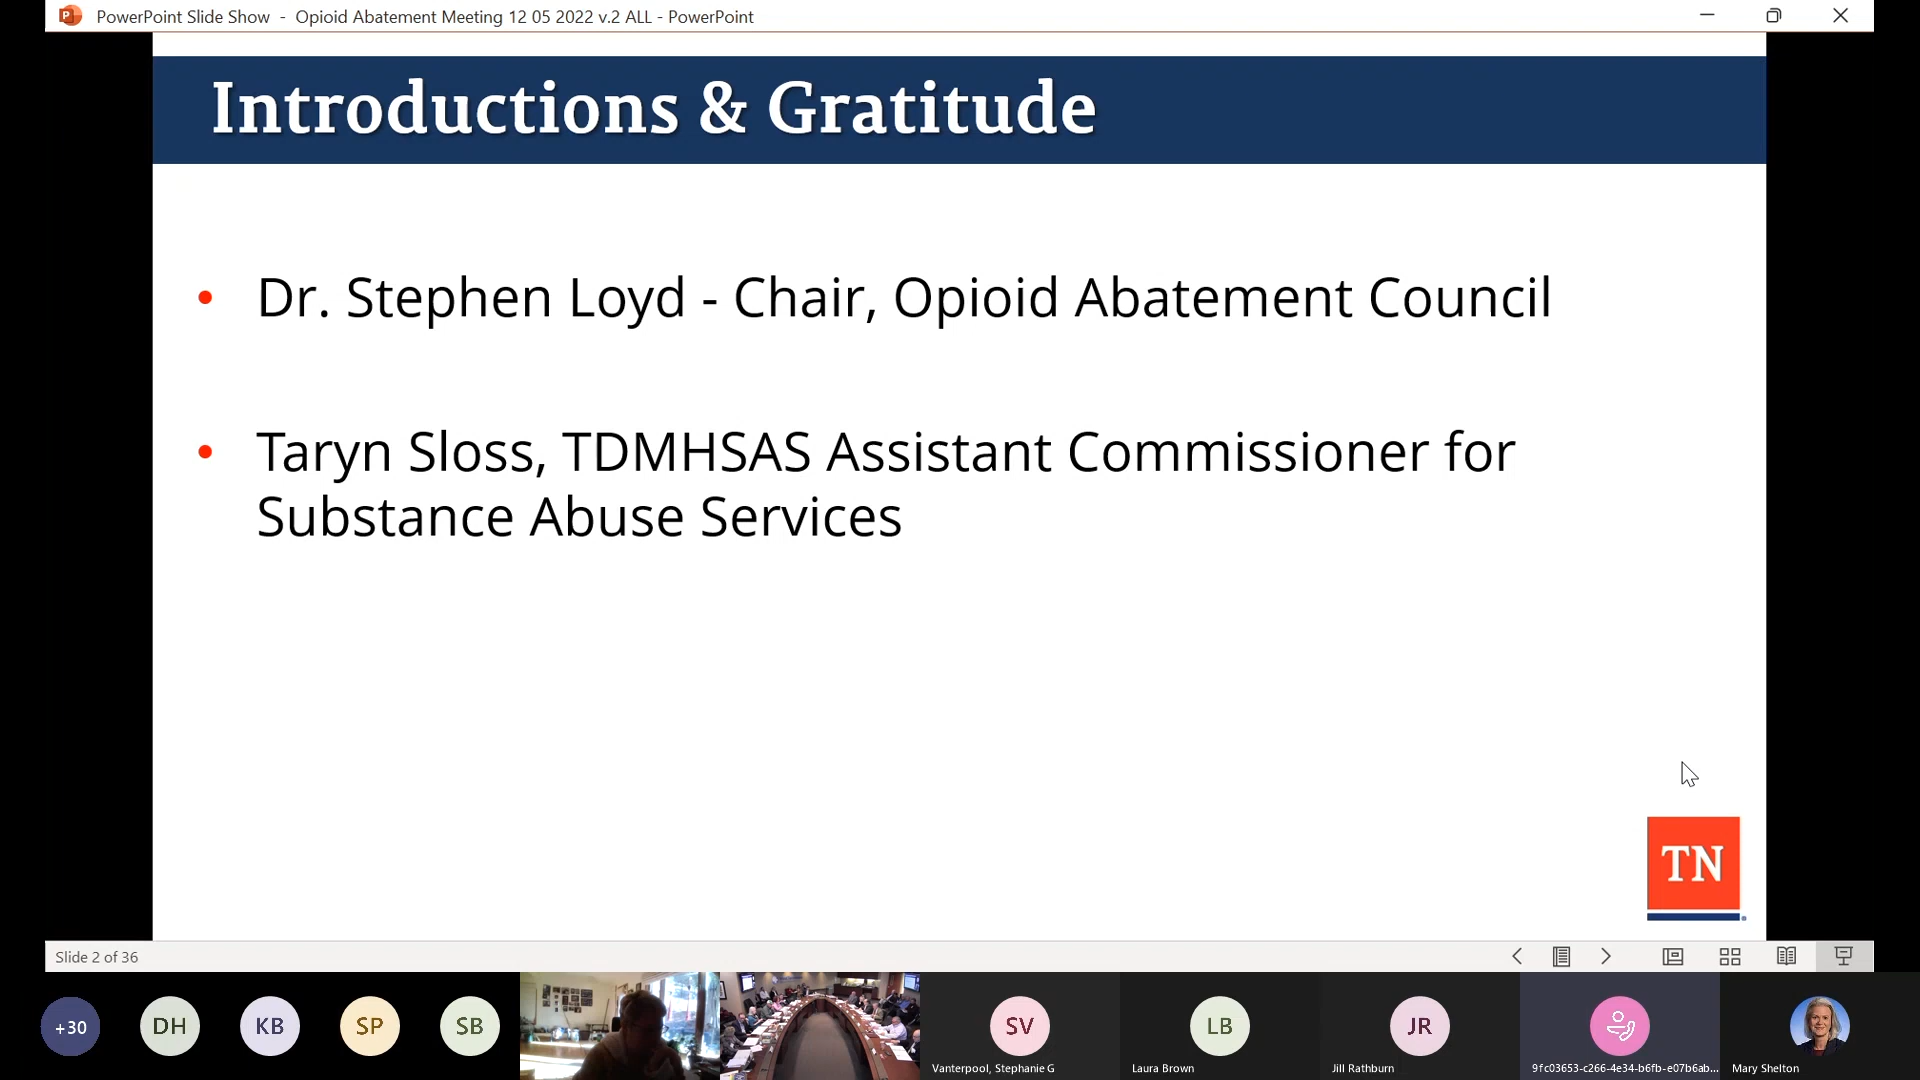 PowerPoint Slide Show - Opioid Abatement Meeting 12 05 2022 v.2 ALL - PowerPoint
Introductions & Gratitude
• Dr. Stephen Loyd - Chair, Opioid Abatement Council
• Taryn Sloss, TDMHSAS Assistant Commissioner for
Substance Abuse Services
TN
Slide 2 of 36
+30
DH
KB
SP
SB
SV
LB
JR
Vanterpool, Stephanie G
Laura Brown
Jill Rathburn
9fc03653-c266-4e34-b6fb-e07b6ab...
Mary Shelton